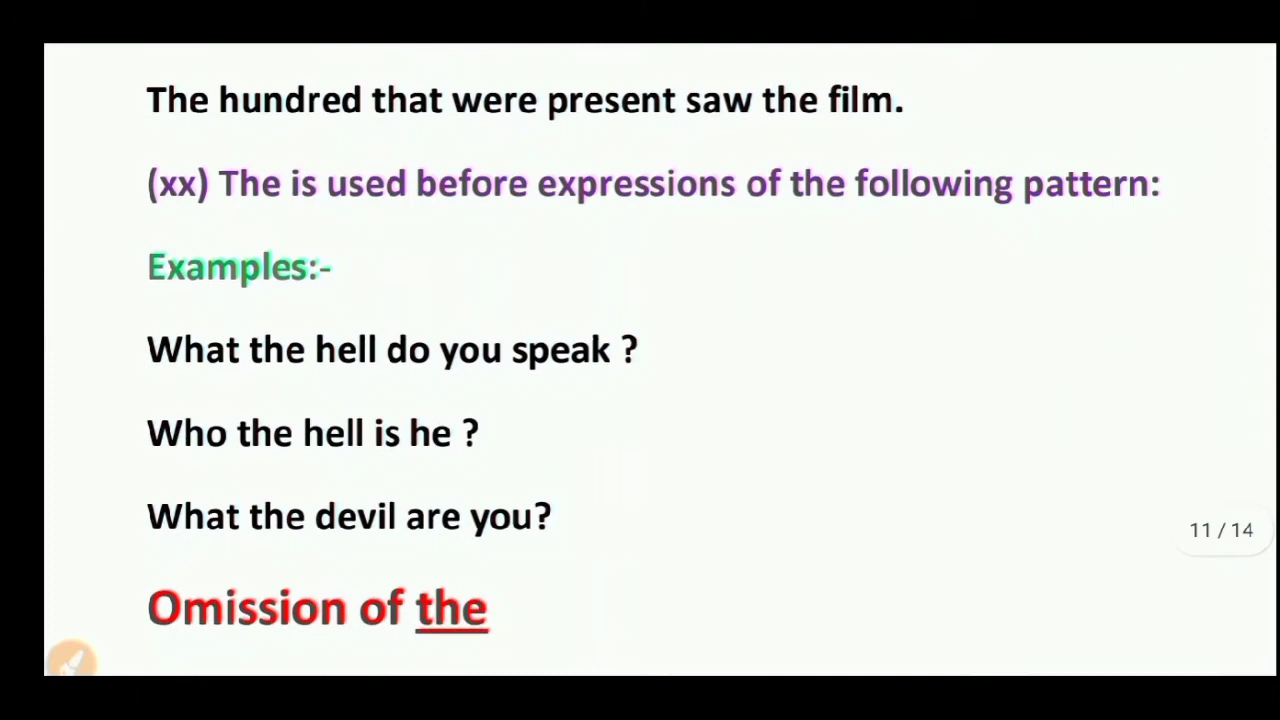 The hundred that were present saw the film.
(xx) The is used before expressions of the following pattern:
Examples:-
What the hell do you speak ?
Who the hell is he ?
What the devil are you?
11 / 14
Omission of the